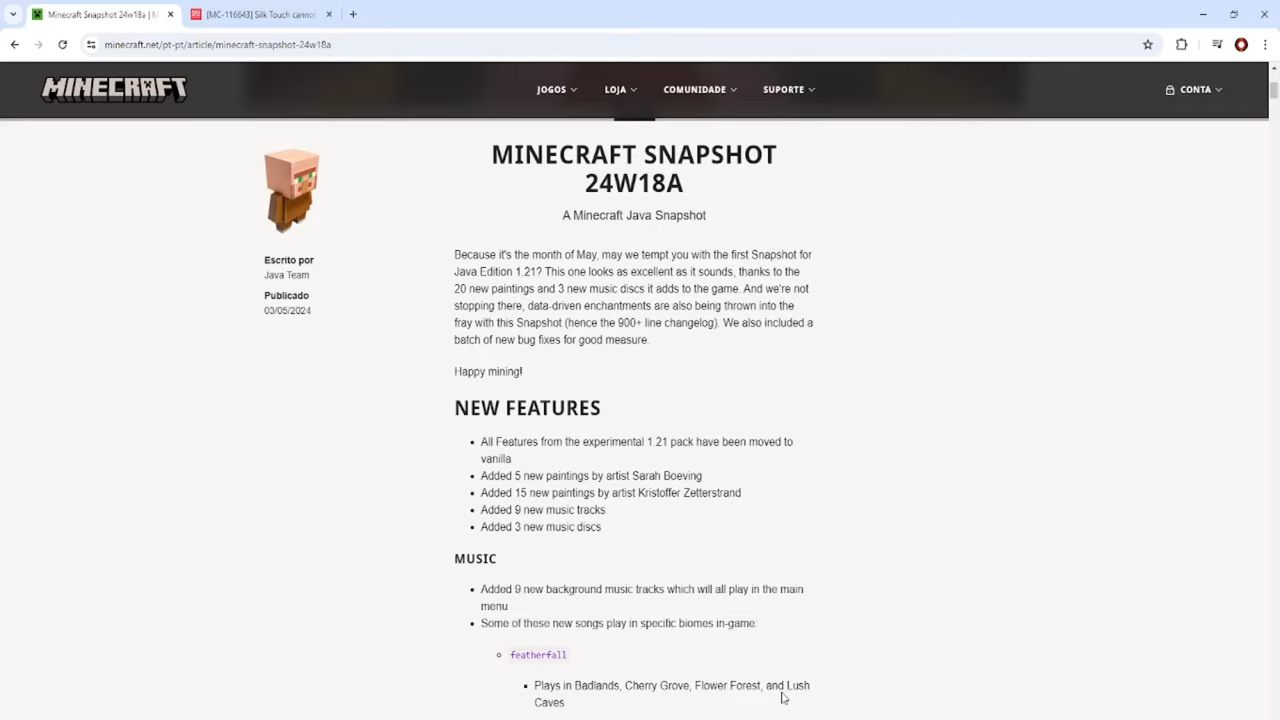 Minecraft Snapshot 24w18a | M
[MC-116643] Silk Touch cannot
minecraft.net/pt-pt/article/minecraft-snapshot-24w18a
MINECRAFT
JOGOS
LOJA
COMUNIDADE
SUPORTE
CONTA
MINECRAFT SNAPSHOT
24W18A
A Minecraft Java Snapshot
Escrito por
Java Team
Publicado
03/05/2024
Because it's the month of May, may we tempt you with the first Snapshot for
Java Edition 1.21? This one looks as excellent as it sounds, thanks to the
20 new paintings and 3 new music discs it adds to the game. And we're not
stopping there, data-driven enchantments are also being thrown into the
fray with this Snapshot (hence the 900+ line changelog). We also included a
batch of new bug fixes for good measure.
Happy mining!
NEW FEATURES
All Features from the experimental 1.21 pack have been moved to
vanilla
Added 5 new paintings by artist Sarah Boeving
Added 15 new paintings by artist Kristoffer Zetterstrand
Added 9 new music tracks
Added 3 new music discs
MUSIC
Added 9 new background music tracks which will all play in the main
menu
Some of these new songs play in specific biomes in-game:
featherfall
Plays in Badlands, Cherry Grove, Flower Forest, and Lush
Caves